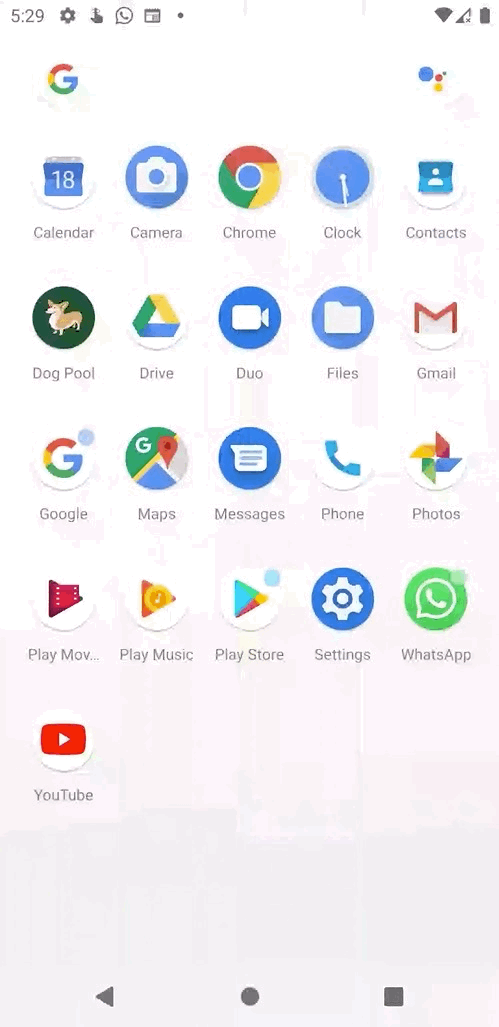 5:29
Calendar Camera Chrome Clock Contacts
18
Dog Pool Drive Duo Files Gmail
Google Maps Messages Phone Photos
Play Mov... Play Music Play Store Settings WhatsApp
YouTube